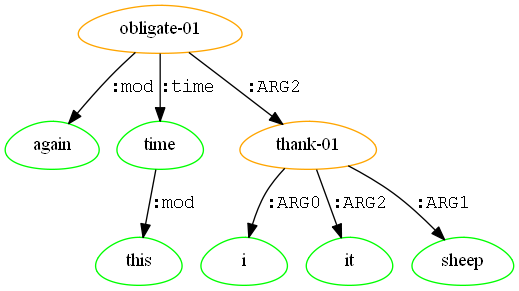 obligate-01
:mod :time :ARG2
again time thank-01
:mod :ARG0 :ARG2 :ARG1
this i it sheep